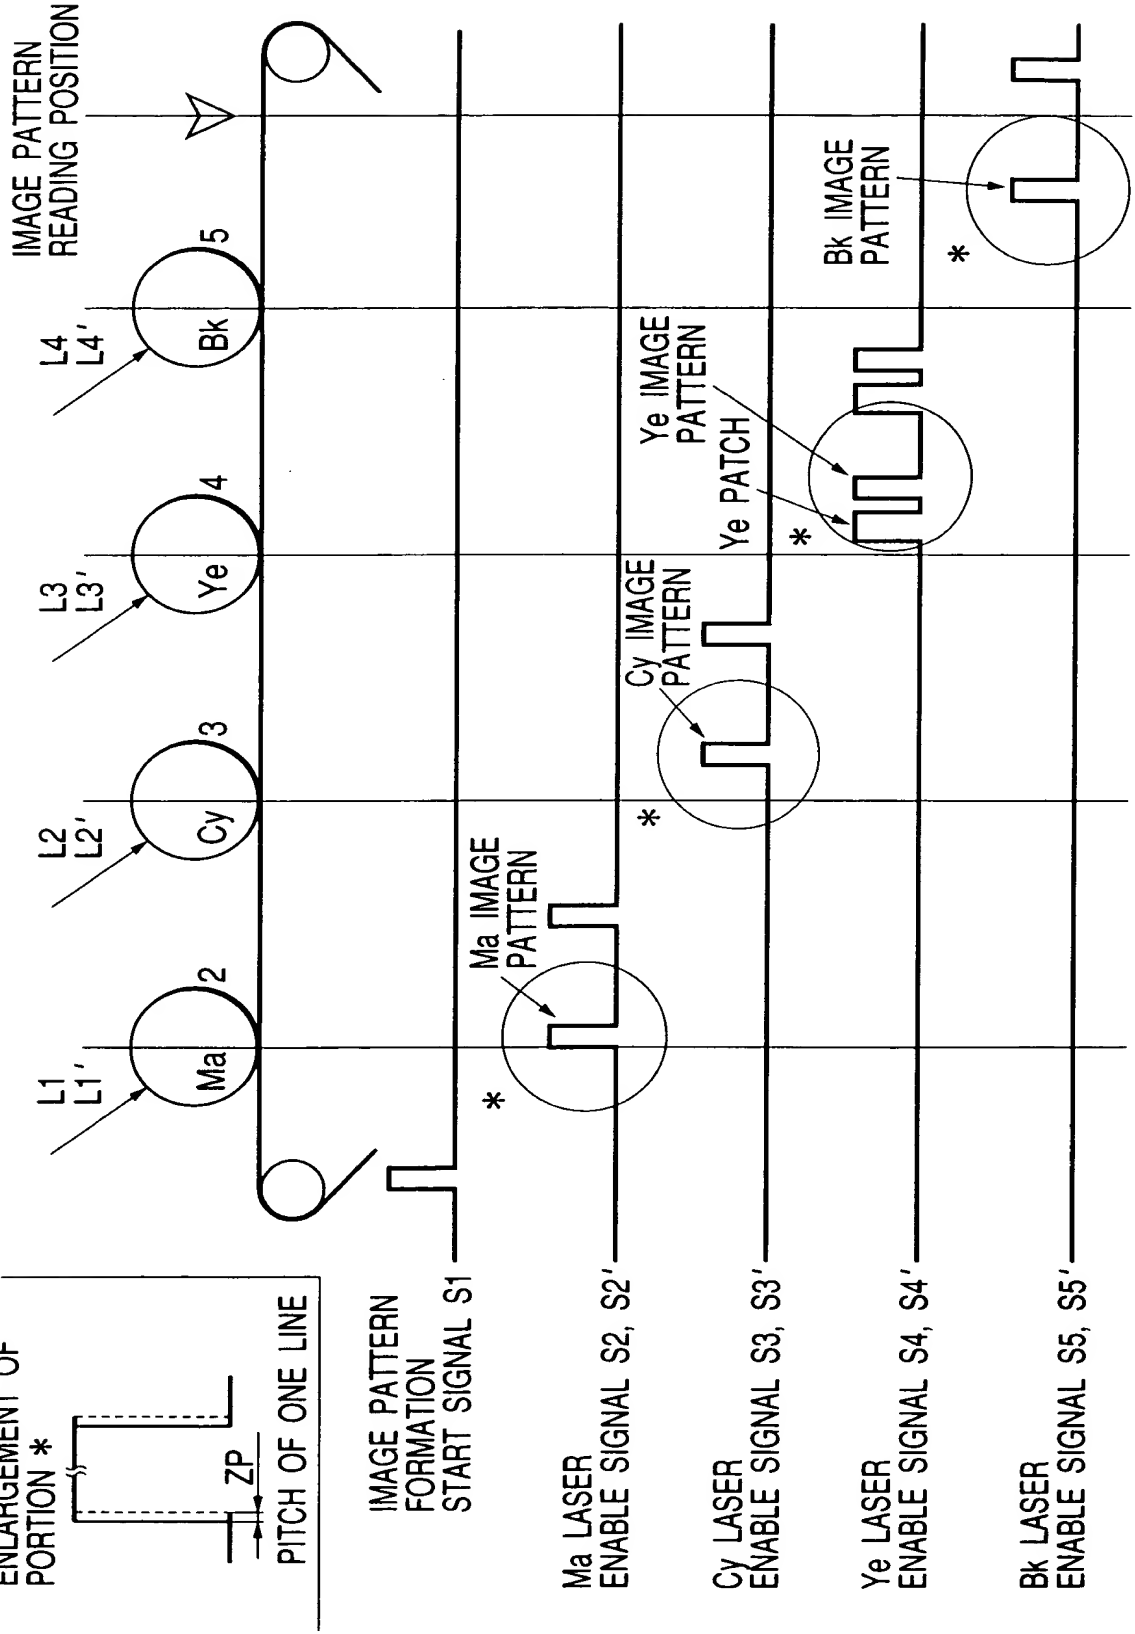 ENLARGEMENT OF
PORTION *
ZP
PITCH OF ONE LINE
L1
L1'
Ma
2
L2
L2'
Cy
3
L3
L3'
Ye
4
L4
L4'
Bk
5
IMAGE PATTERN
READING POSITION
IMAGE PATTERN
FORMATION
START SIGNAL S1
Ma LASER
ENABLE SIGNAL S2, S2'
*
Ma IMAGE
PATTERN
Cy LASER
ENABLE SIGNAL S3, S3'
*
Cy IMAGE
PATTERN
Ye LASER
ENABLE SIGNAL S4, S4'
*
Ye PATCH
Ye IMAGE
PATTERN
Bk LASER
ENABLE SIGNAL S5, S5'
*
Bk IMAGE
PATTERN